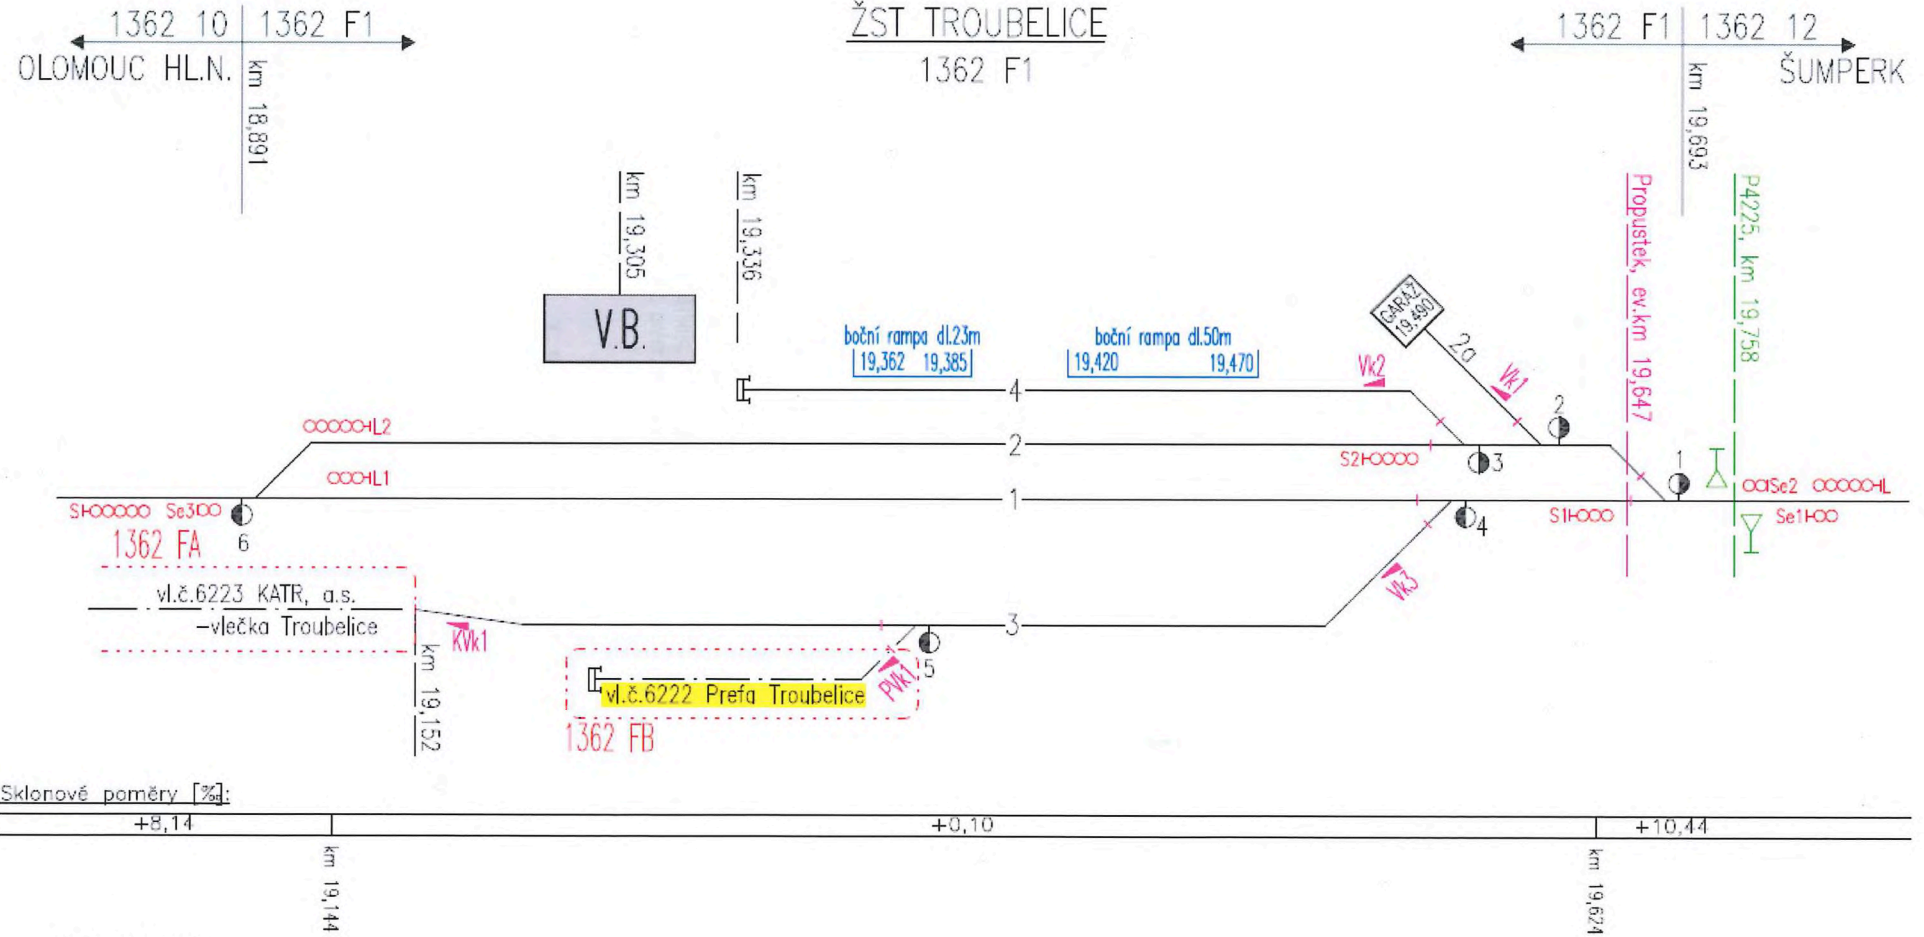 1362 10
1362 F1
OLOMOUC HL.N.
km 18,891
ŽST TROUBELICE
1362 F1
1362 F1
1362 12
ŠUMPERK
km 19,693
km 19,305
km 19,336
V.B.
Propustek, ev.km 19,647
P4225, km 19,758
GARÁŽ
19.490
2a
boční rampa dl.23m
19,362 19,385
boční rampa dl.50m
19,420 19,470
Vk2
Vk1
4
2
L2
2
S2
3
1
L1
1
Se2
L
S
Se3
S1
Se1
4
6
1362 FA
vl.č.6223 KATR, a.s.
-vlečka Troubelice
KVk1
3
Vk3
5
PVk1
vl.č.6222 Prefa Troubelice
1362 FB
km 19,152
Sklonové poměry [‰]:
+8,14
+0,10
+10,44
km 19,144
km 19,624